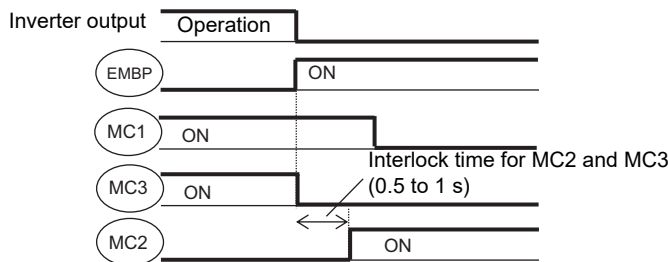 Inverter output
Operation
EMBP
ON
MC1
ON
Interlock time for MC2 and MC3
(0.5 to 1 s)
MC3
ON
MC2
ON